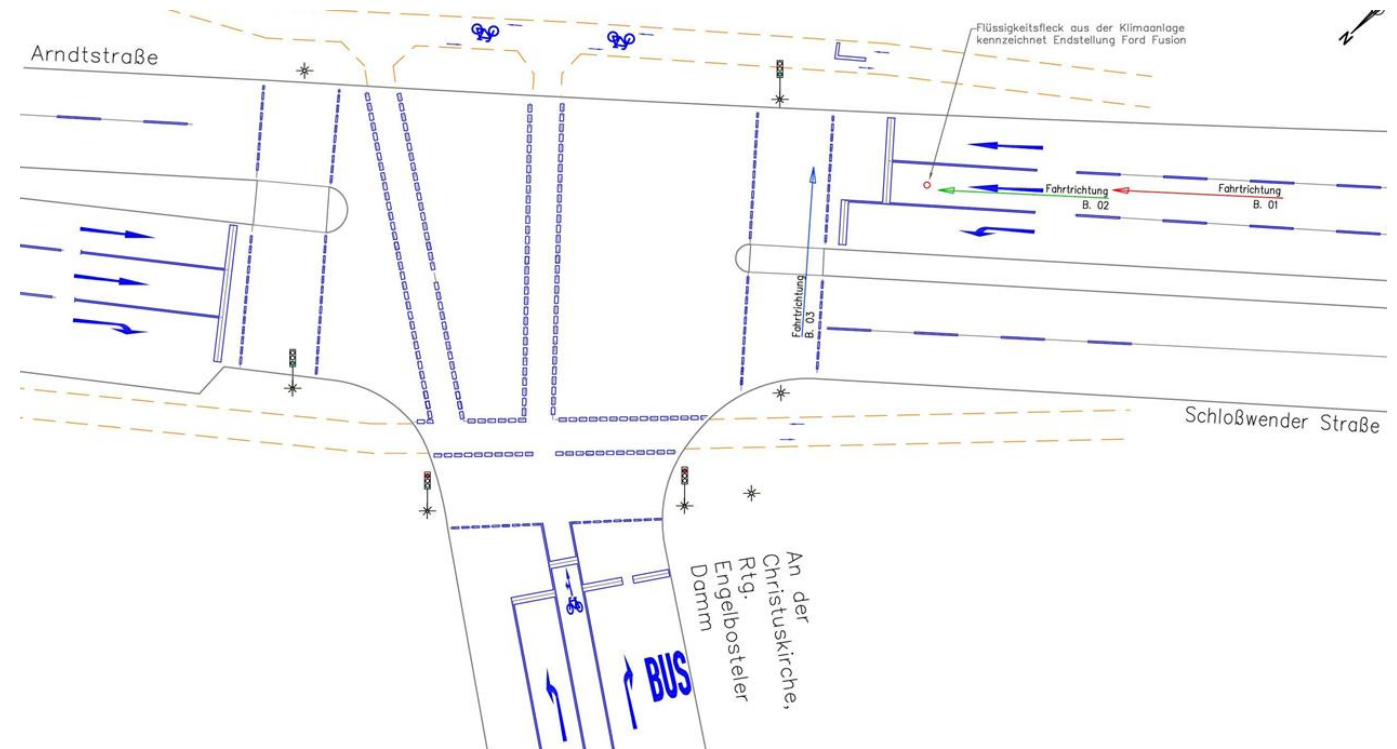 Flüssigkeitsfleck aus der Klimaanlage
kennzeichnet Endstellung Ford Fusion
N
Arndtstraße
Fahrtrichtung
B. 02
Fahrtrichtung
B. 01
Fahrtrichtung
B. 03
Schloßwender Straße
An der
Christuskirche,
Rtg.
Engelbosteler
Damm
BUS